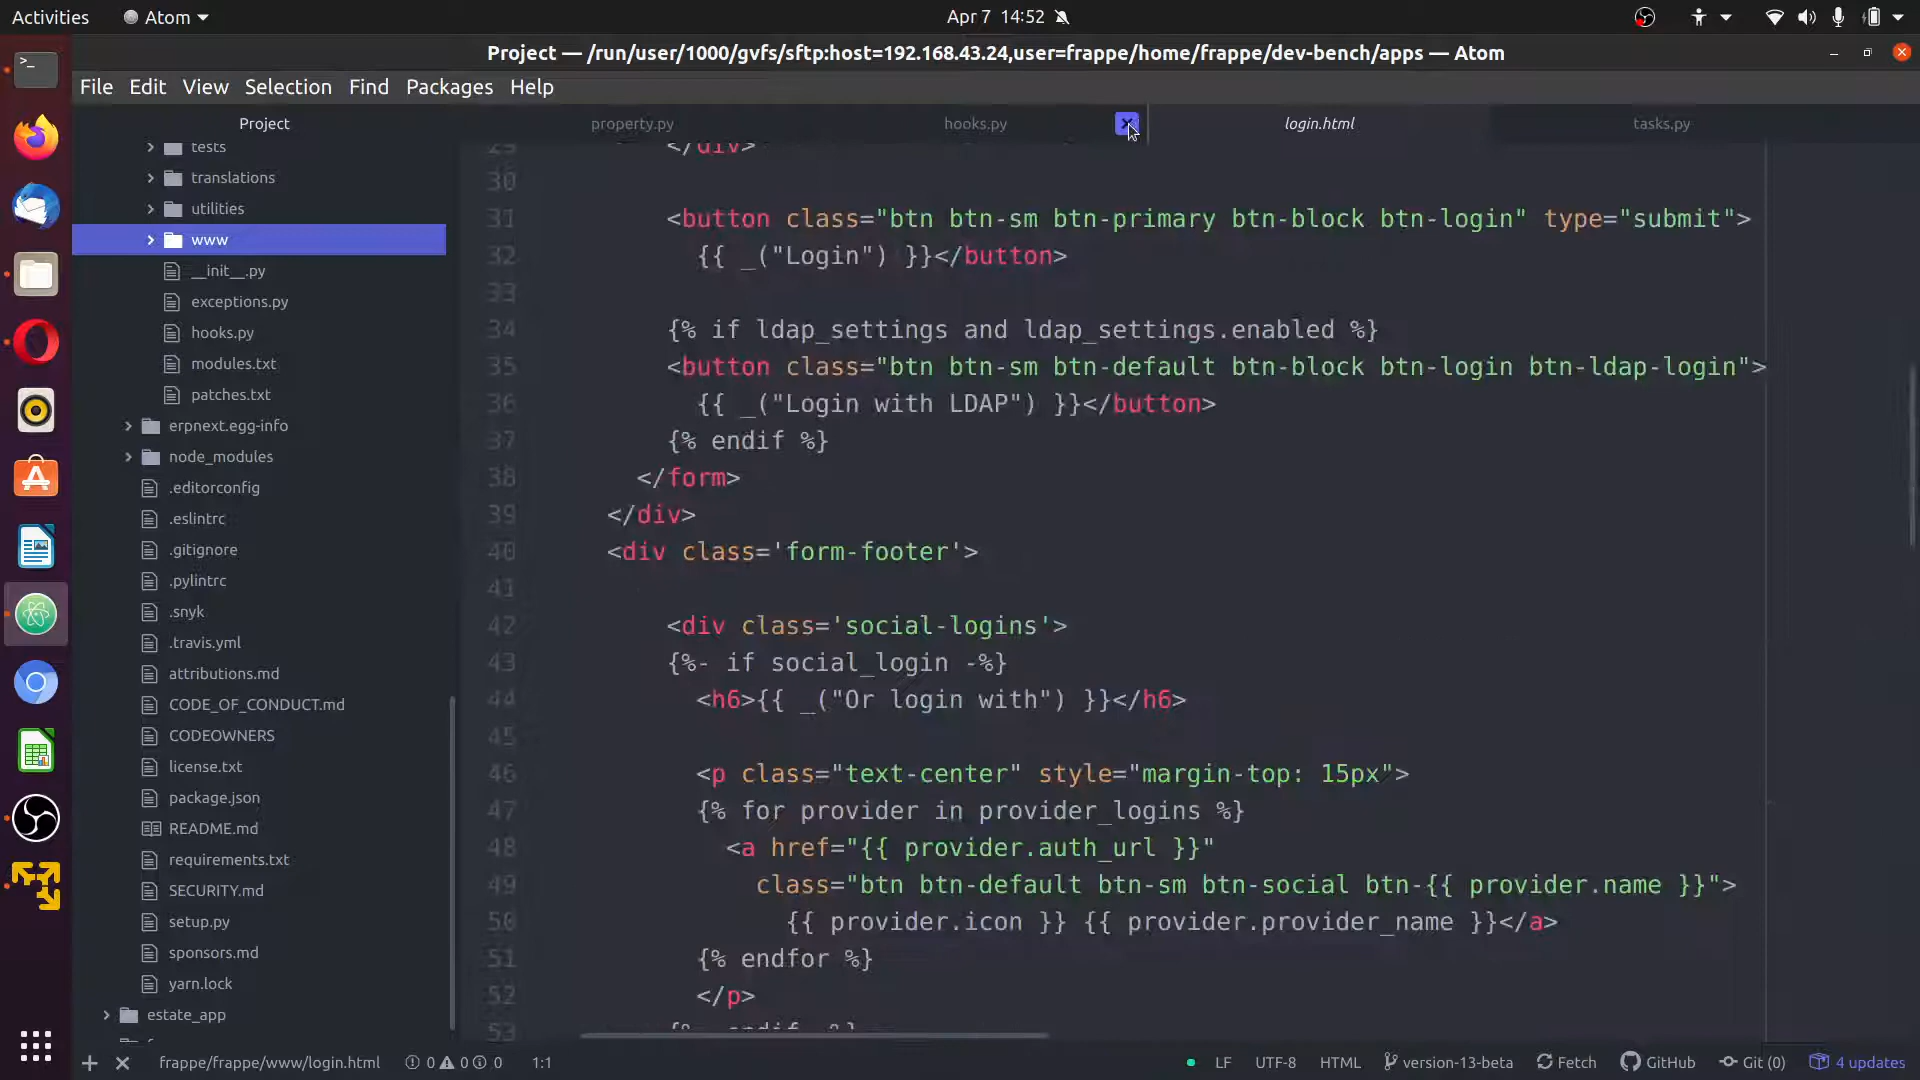 Activities
Atom
Apr 7 14:52
Project — /run/user/1000/gvfs/sftp:host=192.168.43.24,user=frappe/home/frappe/dev-bench/apps — Atom
File Edit View Selection Find Packages Help
Project
property.py
hooks.py
login.html
tasks.py
tests
translations
utilities
www
__init__.py
exceptions.py
hooks.py
modules.txt
patches.txt
erpnext.egg-info
node_modules
.editorconfig
.eslintrc
.gitignore
.pylintrc
.snyk
.travis.yml
attributions.md
CODE_OF_CONDUCT.md
CODEOWNERS
license.txt
package.json
README.md
requirements.txt
SECURITY.md
setup.py
sponsors.md
yarn.lock
estate_app
29 </div>
30
31 <button class="btn btn-sm btn-primary btn-block btn-login" type="submit">
32 {{ _("Login") }}</button>
33
34 {% if ldap_settings and ldap_settings.enabled %}
35 <button class="btn btn-sm btn-default btn-block btn-login btn-ldap-login">
36 {{ _("Login with LDAP") }}</button>
37 {% endif %}
38 </form>
39 </div>
40 <div class='form-footer'>
41
42 <div class='social-logins'>
43 {%- if social_login -%}
44 <h6>{{ _("Or login with") }}</h6>
45
46 <p class="text-center" style="margin-top: 15px">
47 {% for provider in provider_logins %}
48 <a href="{{ provider.auth_url }}"
49 class="btn btn-default btn-sm btn-social btn-{{ provider.name }}">
50 {{ provider.icon }} {{ provider.provider_name }}</a>
51 {% endfor %}
52 </p>
53 {%- endif -%}
frappe/frappe/www/login.html 0 0 0 1:1
LF UTF-8 HTML version-13-beta Fetch GitHub Git (0) 4 updates